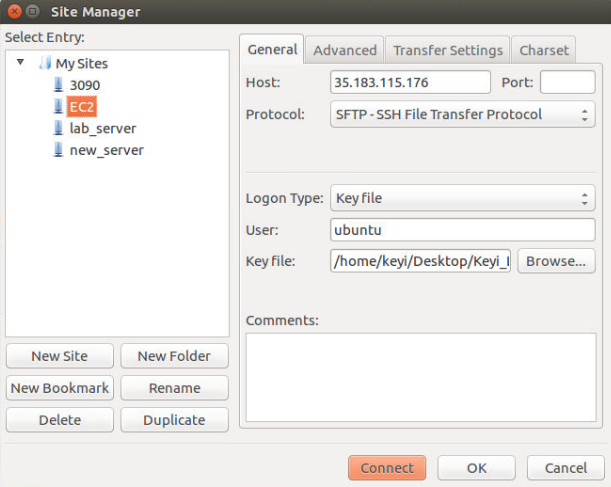 Site Manager
Select Entry:
My Sites
3090
EC2
lab_server
new_server
New Site
New Folder
New Bookmark
Rename
Delete
Duplicate
General
Advanced
Transfer Settings
Charset
Host:
35.183.115.176
Port:
Protocol:
SFTP - SSH File Transfer Protocol
Logon Type:
Key file
User:
ubuntu
Key file:
/home/keyi/Desktop/Keyi_
Browse...
Comments:
Connect
OK
Cancel